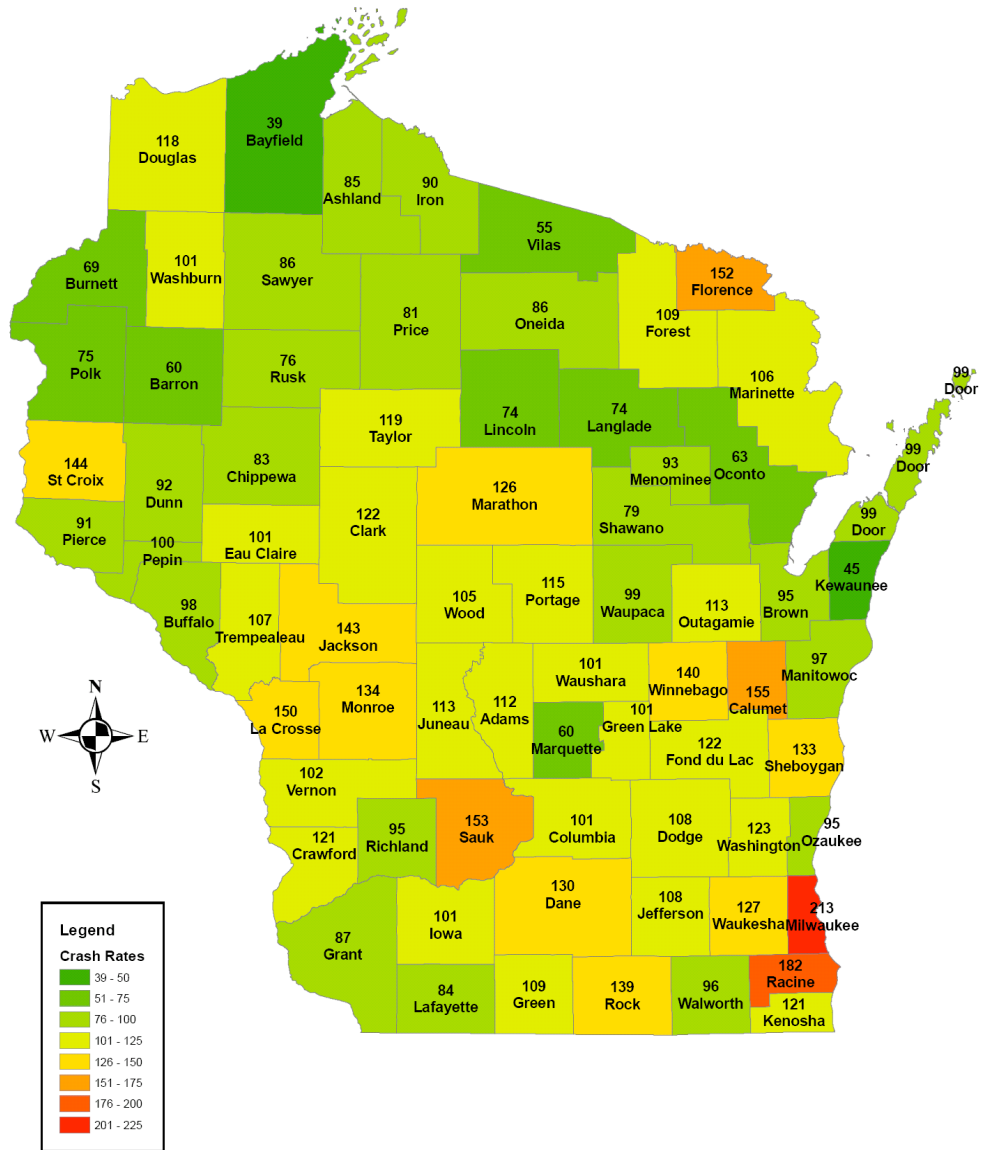 118
Douglas
39
Bayfield
85
Ashland
90
Iron
55
Vilas
69
Burnett
101
Washburn
86
Sawyer
81
Price
86
Oneida
109
Forest
152
Florence
75
Polk
60
Barron
76
Rusk
106
Marinette
99
Door
119
Taylor
74
Lincoln
74
Langlade
144
St Croix
92
Dunn
83
Chippewa
126
Marathon
93
Menominee
63
Oconto
99
Door
91
Pierce
100
Pepin
101
Eau Claire
122
Clark
79
Shawano
99
Door
98
Buffalo
107
Trempealeau
143
Jackson
105
Wood
115
Portage
99
Waupaca
113
Outagamie
95
Brown
45
Kewaunee
N
W
E
S
150
La Crosse
134
Monroe
113
Juneau
112
Adams
101
Waushara
140
Winnebago
155
Calumet
97
Manitowoc
60
Marquette
101
Green Lake
122
Fond du Lac
133
Sheboygan
102
Vernon
121
Crawford
95
Richland
153
Sauk
101
Columbia
108
Dodge
123
Washington
95
Ozaukee
87
Grant
101
Iowa
130
Dane
108
Jefferson
127
Waukesha
213
Milwaukee
84
Lafayette
109
Green
139
Rock
96
Walworth
182
Racine
121
Kenosha
Legend
Crash Rates
39 - 50
51 - 75
76 - 100
101 - 125
126 - 150
151 - 175
176 - 200
201 - 225